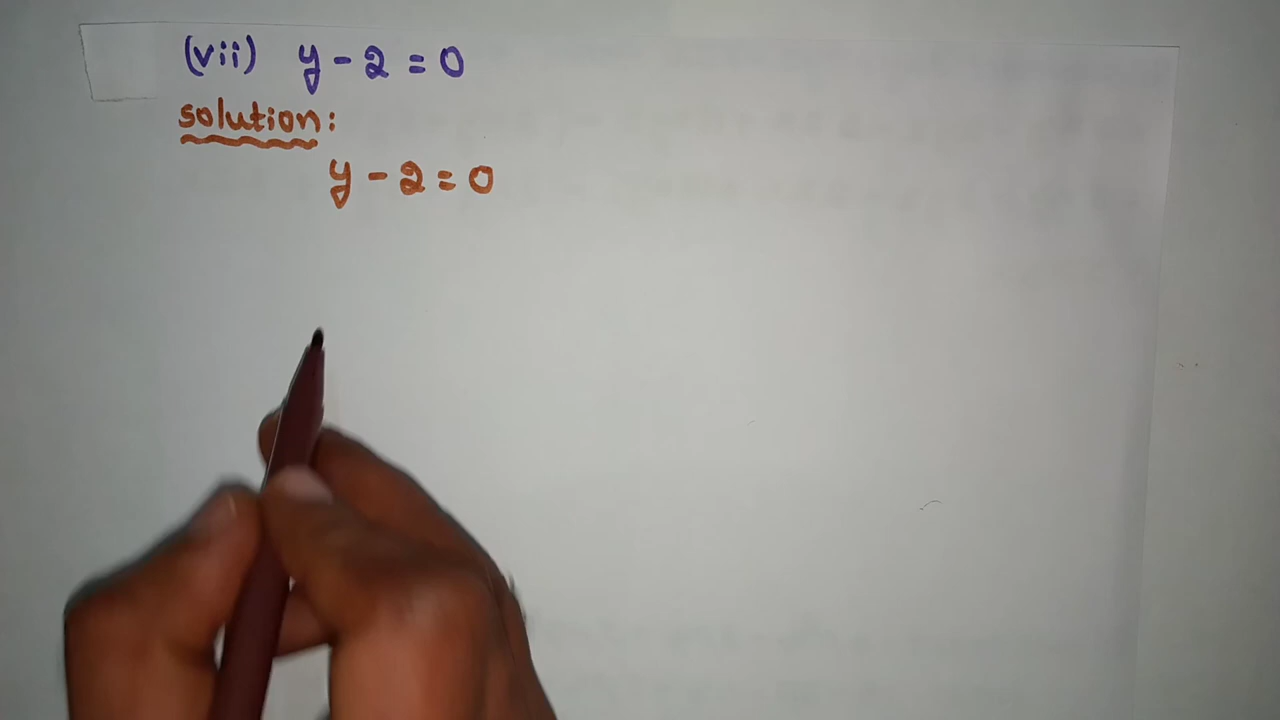 (vii) y - 2 = 0
solution:
y - 2 = 0